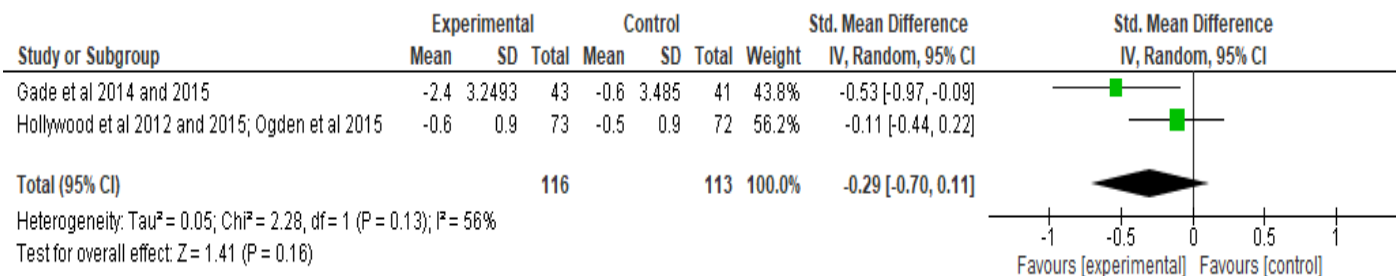 Experimental Control Std. Mean Difference Std. Mean Difference
Study or Subgroup Mean SD Total Mean SD Total Weight IV, Random, 95% CI IV, Random, 95% CI
Gade et al 2014 and 2015 -2.4 3.2493 43 -0.6 3.485 41 43.8% -0.53 [-0.97, -0.09]
Hollywood et al 2012 and 2015; Ogden et al 2015 -0.6 0.9 73 -0.5 0.9 72 56.2% -0.11 [-0.44, 0.22]
Total (95% CI) 116 113 100.0% -0.29 [-0.70, 0.11]
Heterogeneity: Tau² = 0.05; Chi² = 2.28, df = 1 (P = 0.13); I² = 56%
Test for overall effect: Z = 1.41 (P = 0.16)
-1 -0.5 0 0.5 1
Favours [experimental] Favours [control]